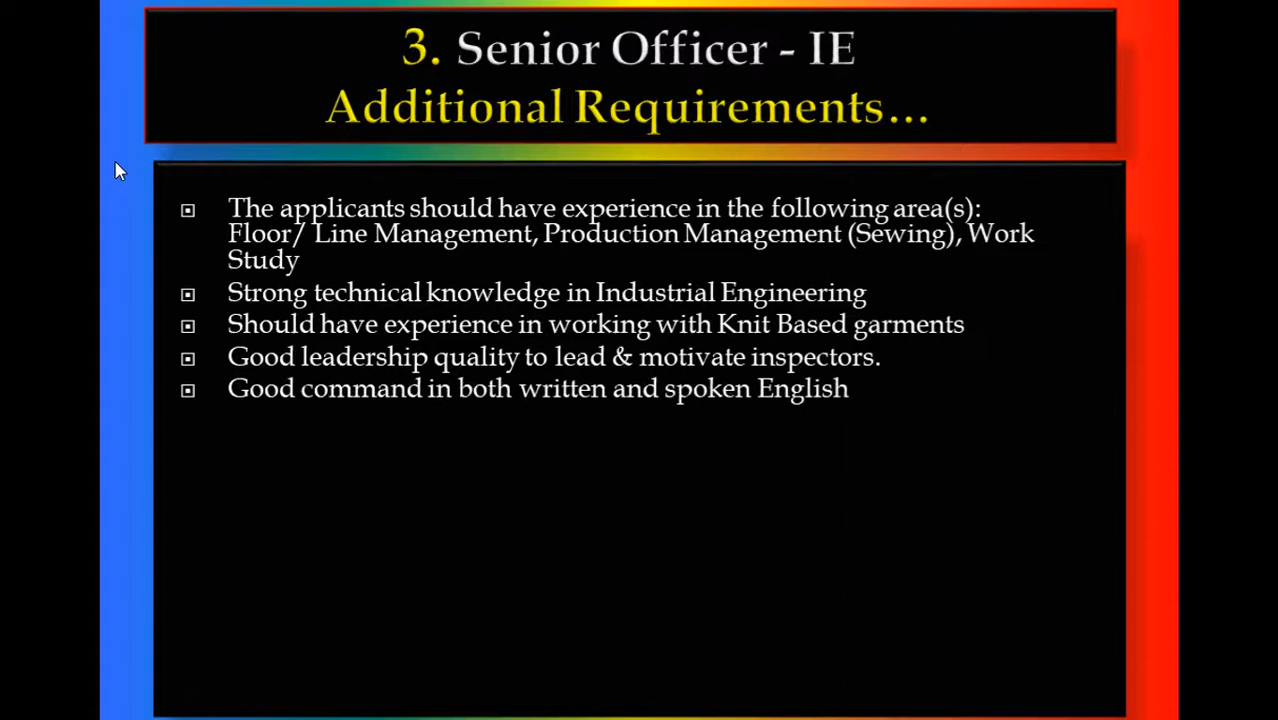 3. Senior Officer - IE
Additional Requirements...
The applicants should have experience in the following area(s):
Floor/ Line Management, Production Management (Sewing), Work
Study
Strong technical knowledge in Industrial Engineering
Should have experience in working with Knit Based garments
Good leadership quality to lead & motivate inspectors.
Good command in both written and spoken English